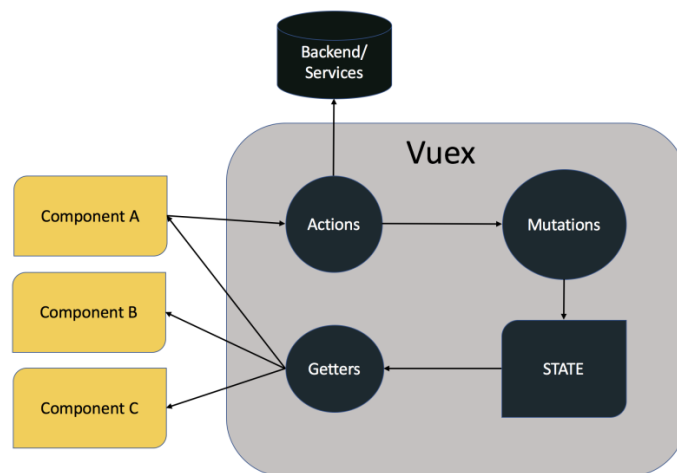 Backend/
Services
Vuex
Component A
Actions
Mutations
Component B
Getters
STATE
Component C